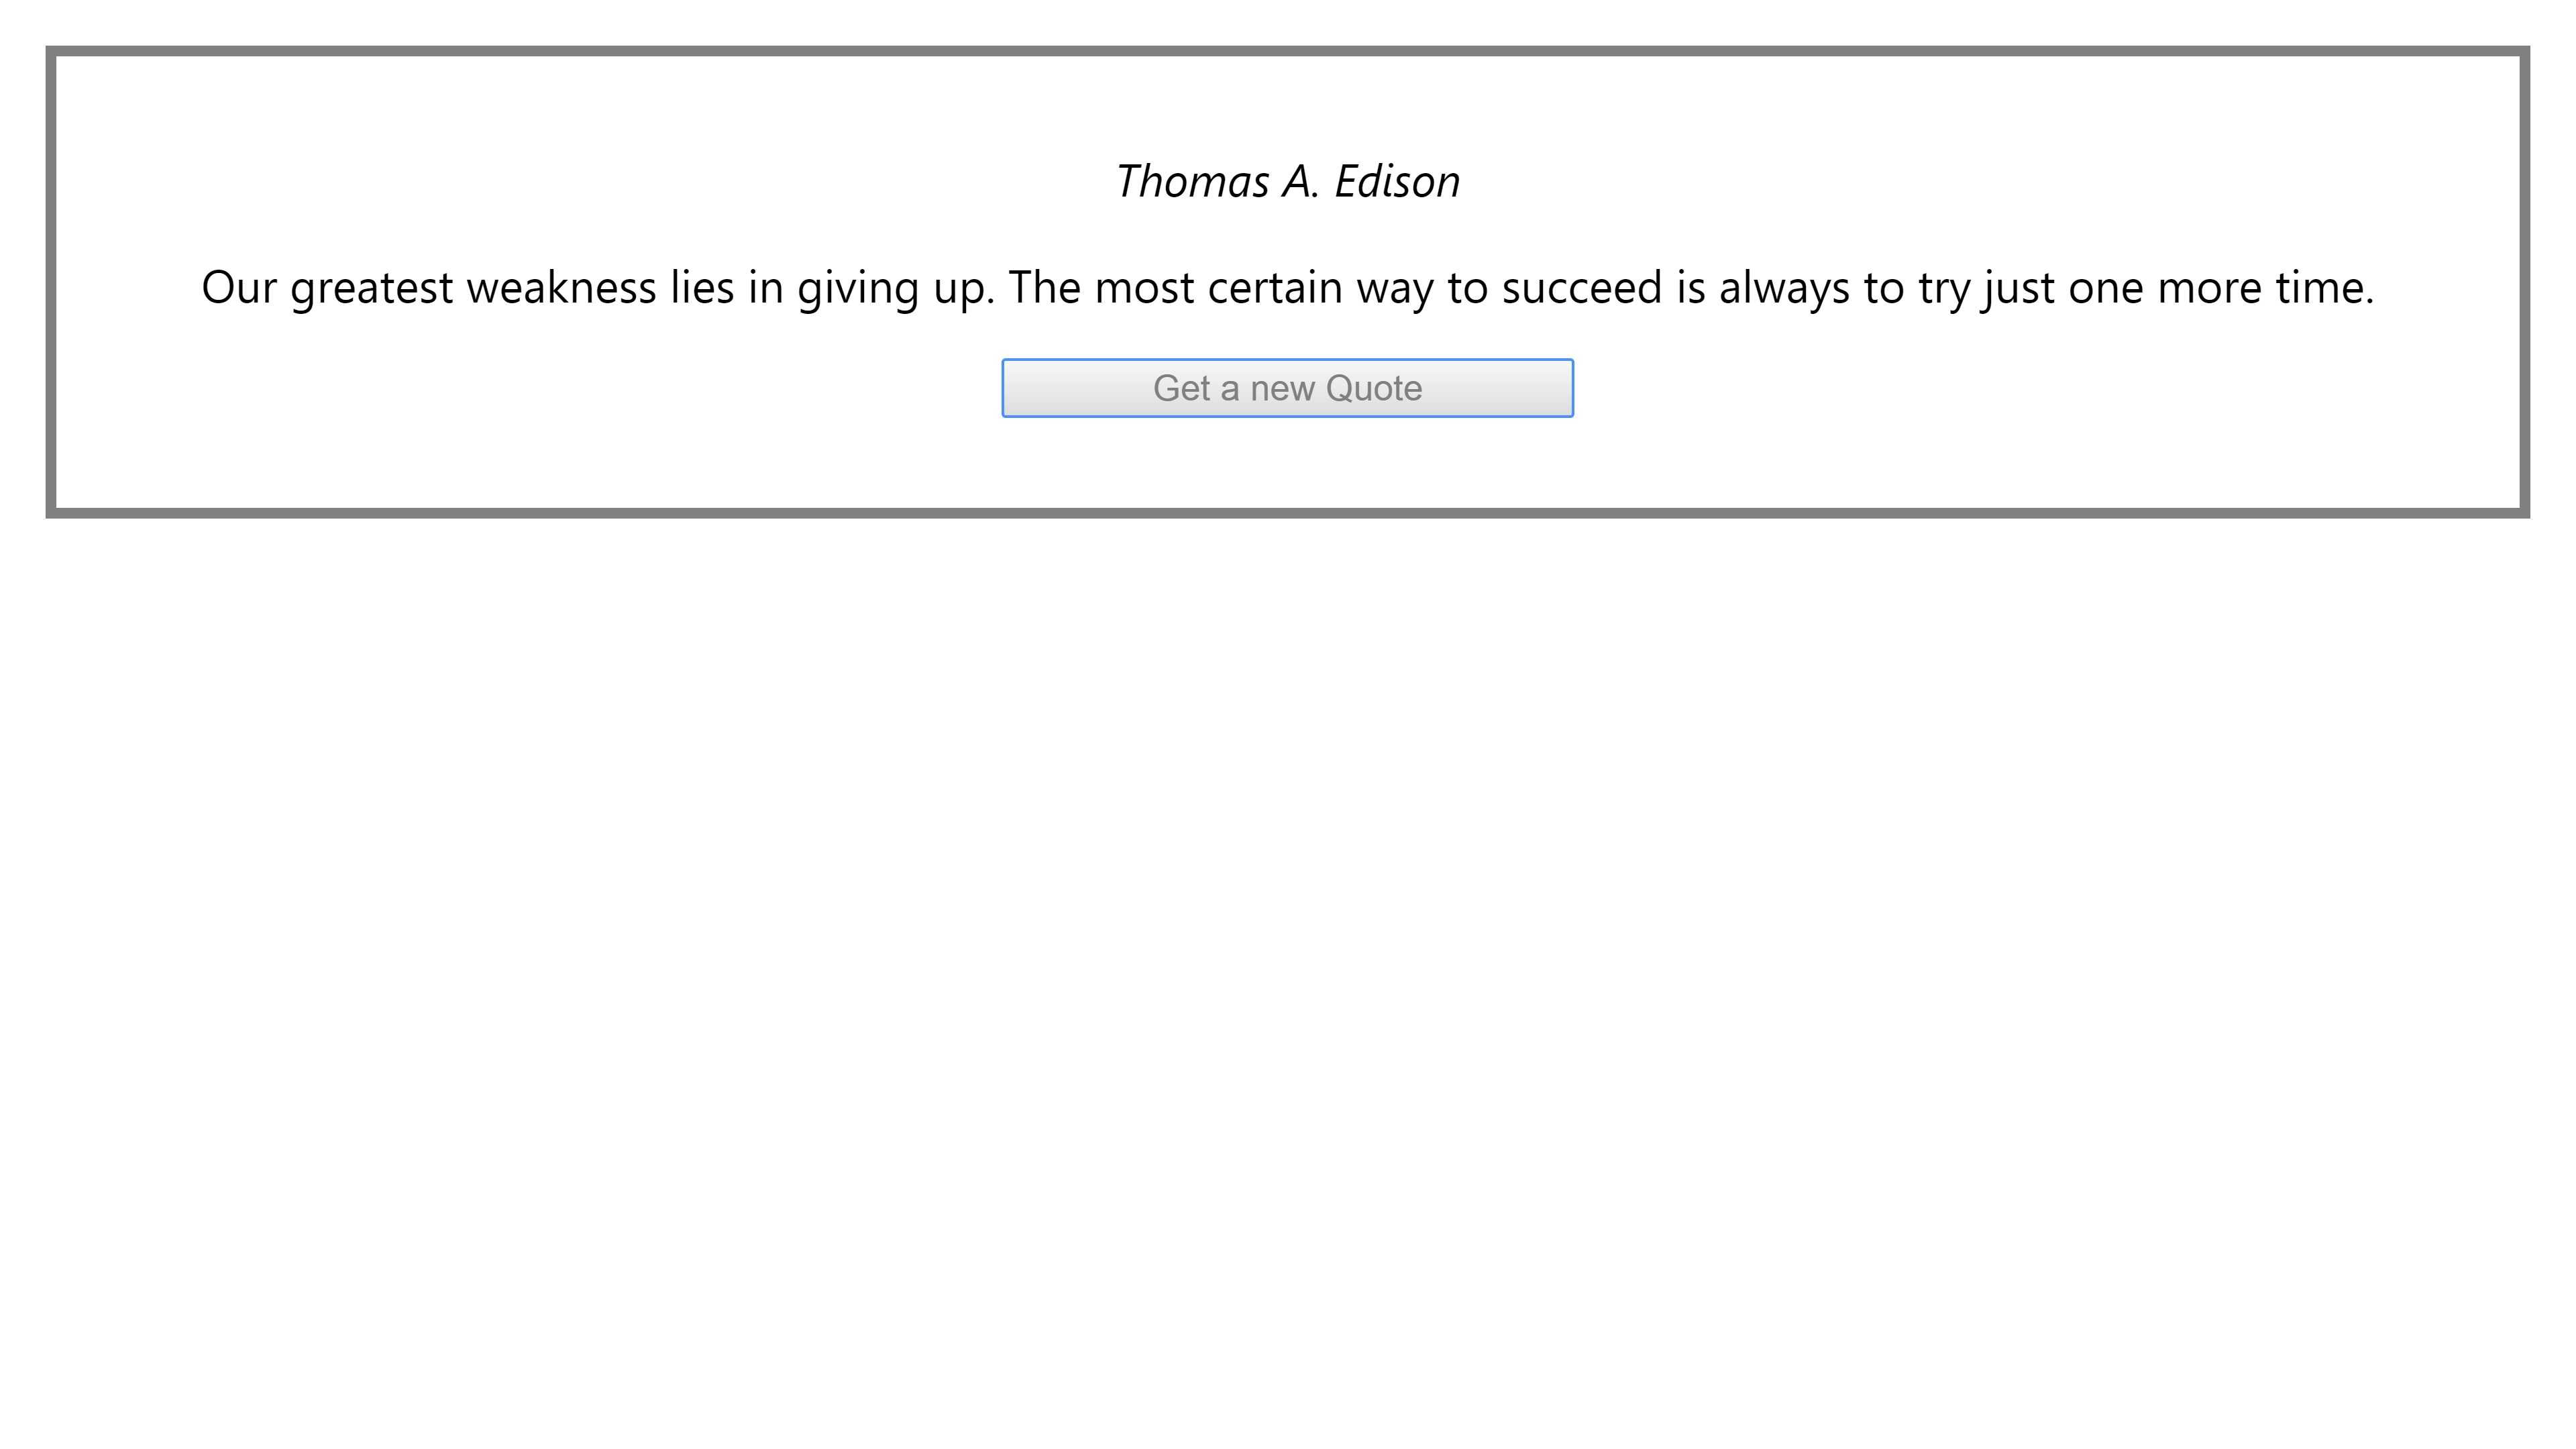 Thomas A. Edison
Our greatest weakness lies in giving up. The most certain way to succeed is always to try just one more time.
Get a new Quote